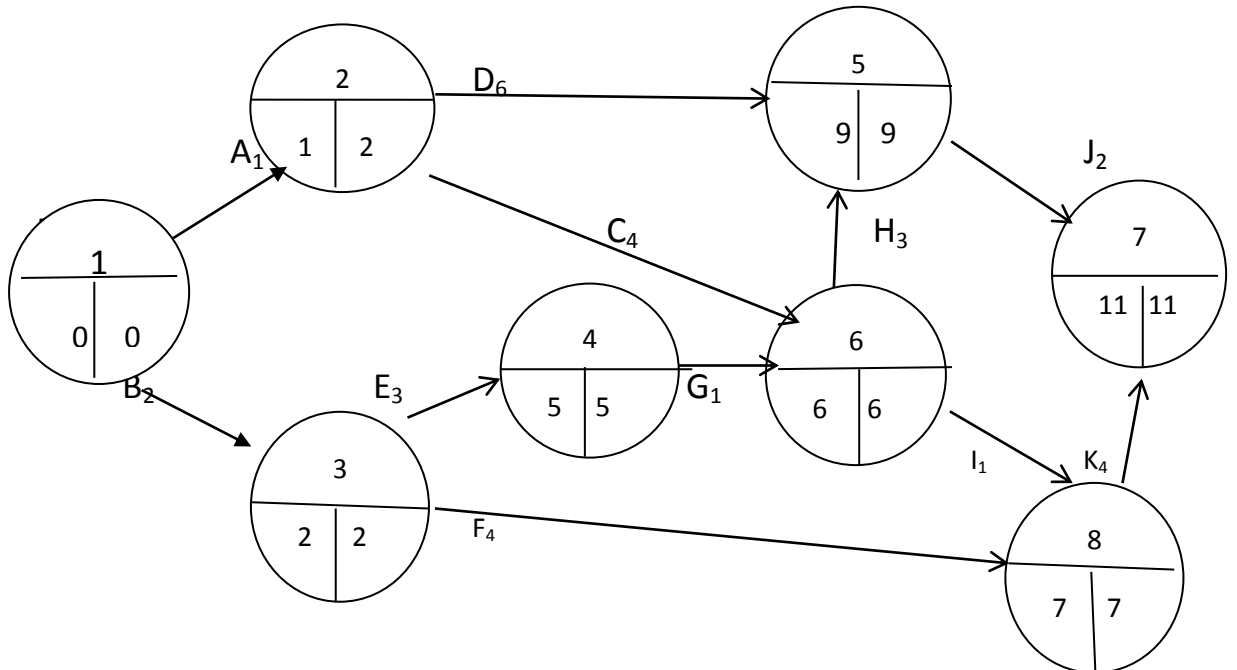 2
5
D₆
1 2
9 9
A₁
J₂
C₄
H₃
7
1
11 11
0 0
4
6
B₂
E₃
G₁
5 5
6 6
3
I₁
K₄
2 2
F₄
8
7 7